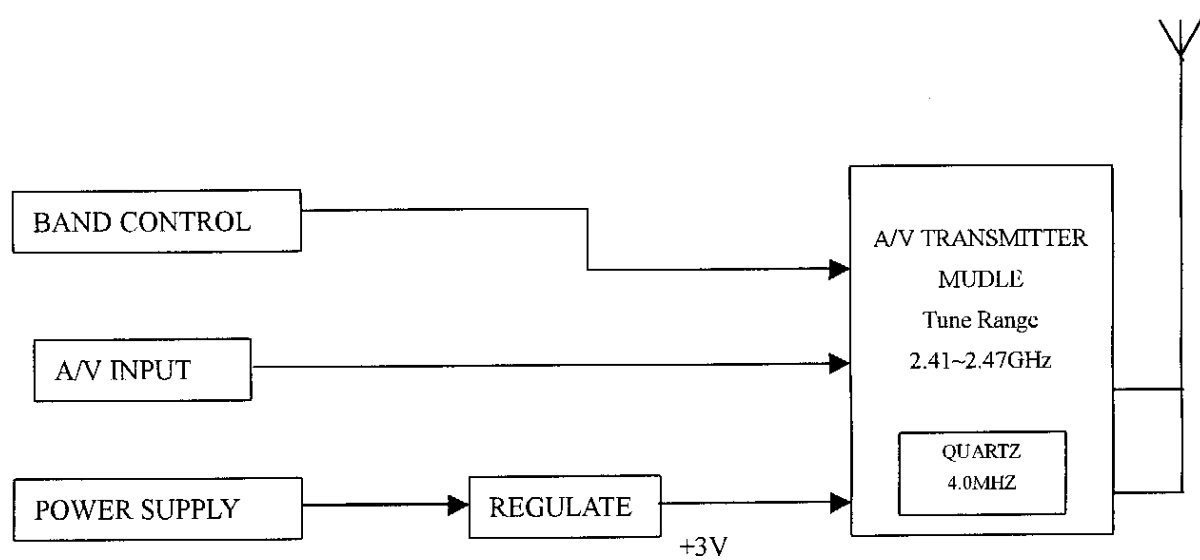 BAND CONTROL
A/V INPUT
POWER SUPPLY
REGULATE
+3V
A/V TRANSMITTER
MUDLE
Tune Range
2.41~2.47GHz
QUARTZ
4.0MHZ